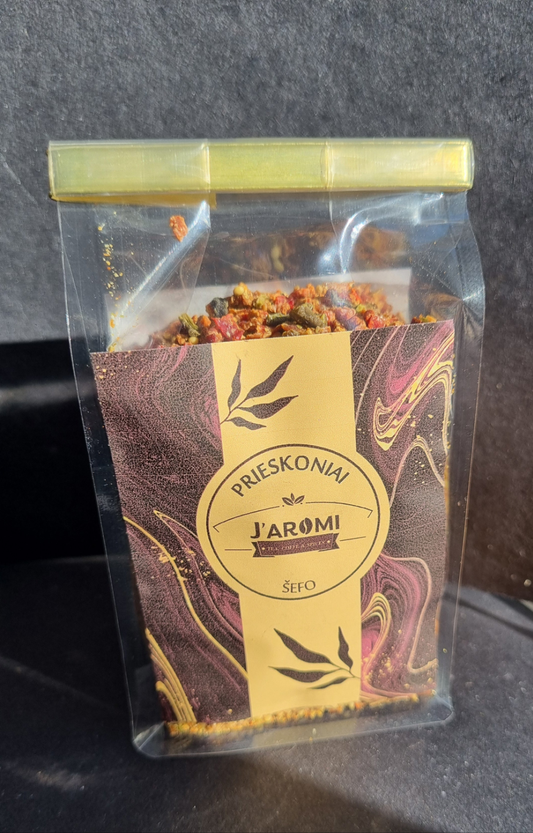 PRIESKONIAI
J'AROMI
TEA, COFFEE & SPICES
ŠEFO